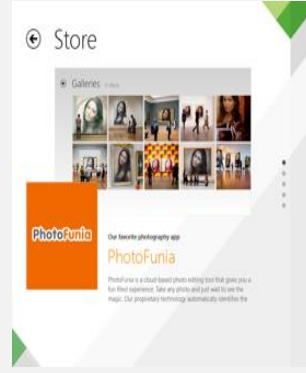 Store
Galleries
PhotoFunia
Our favorite photography app
PhotoFunia
PhotoFunia is a cloud-based photo editing tool that gives you a
fun filled experience. Take any photo and just wait to see the
magic. Our proprietary technology automatically identifies the